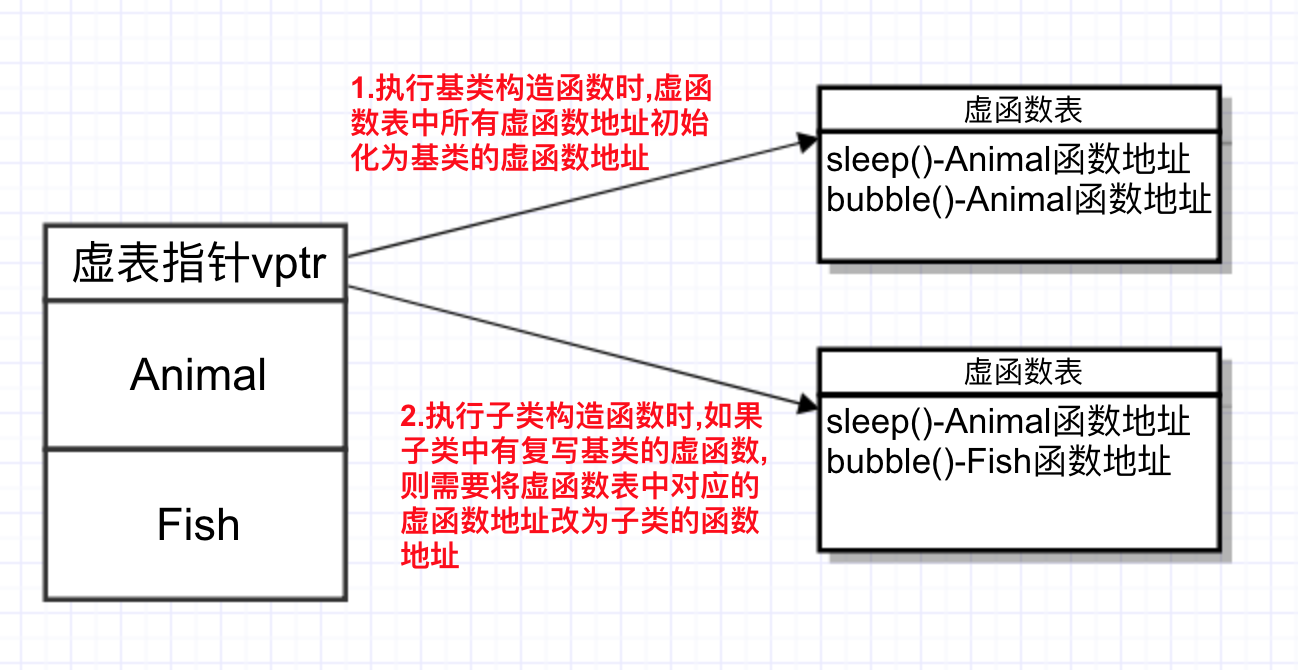 1.执行基类构造函数时,虚函
数表中所有虚函数地址初始
化为基类的虚函数地址
虚函数表
sleep()-Animal函数地址
bubble()-Animal函数地址
虚表指针vptr
Animal
Fish
2.执行子类构造函数时,如果
子类中有复写基类的虚函数,
则需要将虚函数表中对应的
虚函数地址改为子类的函数
地址
虚函数表
sleep()-Animal函数地址
bubble()-Fish函数地址